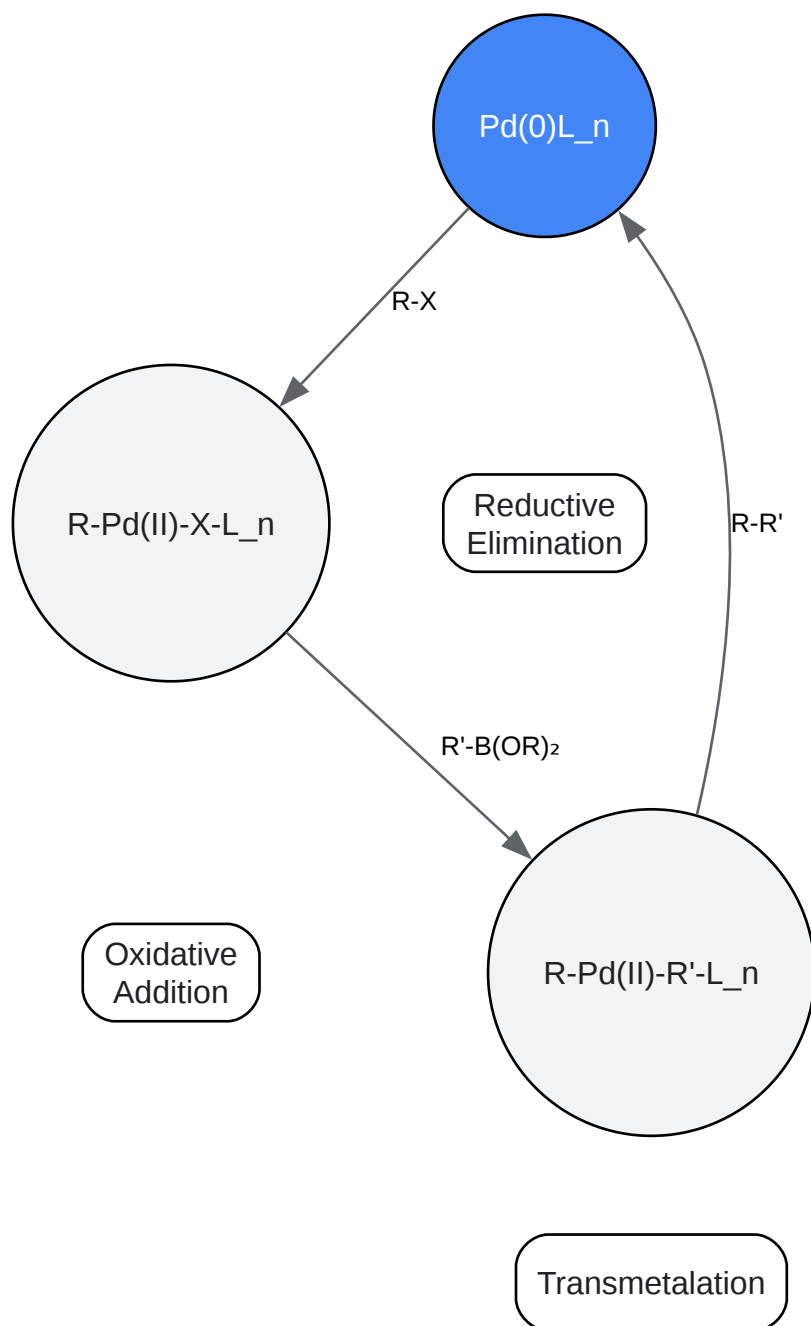 Pd(0)L_n
R-X
R-Pd(II)-X-L_n
Reductive
Elimination
R-R'
R'-B(OR)₂
Oxidative
Addition
R-Pd(II)-R'-L_n
Transmetalation